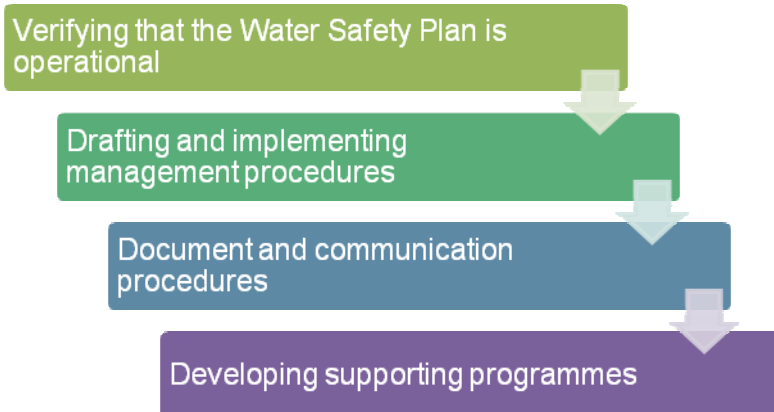 Verifying that the Water Safety Plan is
operational
Drafting and implementing
management procedures
Document and communication
procedures
Developing supporting programmes